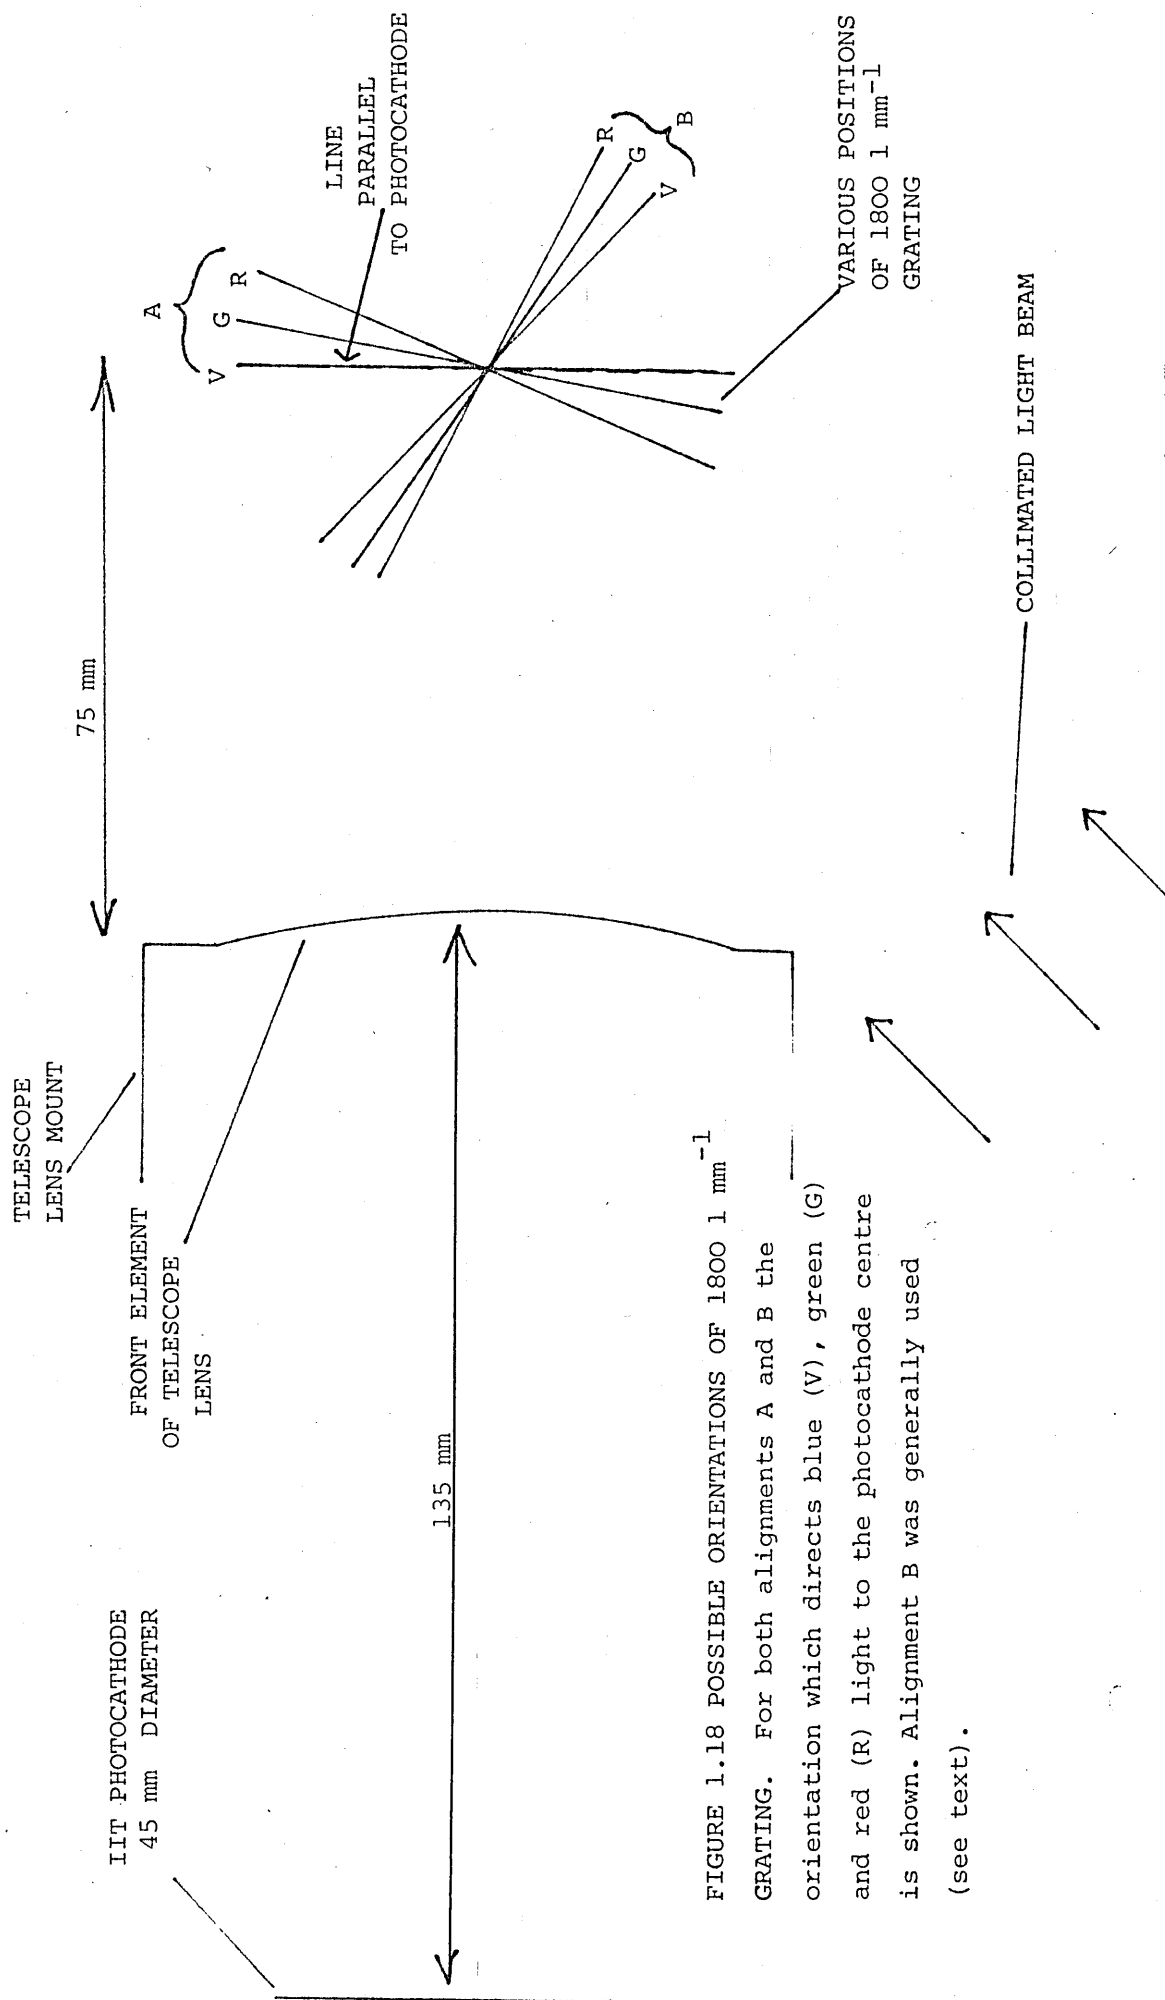 IIT PHOTOCATHODE
45 mm DIAMETER
TELESCOPE
LENS MOUNT
FRONT ELEMENT
OF TELESCOPE
LENS
135 mm
75 mm
A
V
G
R
LINE
PARALLEL
TO PHOTOCATHODE
R
G
V
B
VARIOUS POSITIONS
OF 1800 l mm-1
GRATING
COLLIMATED LIGHT BEAM
FIGURE 1.18 POSSIBLE ORIENTATIONS OF 1800 l mm-1
GRATING. For both alignments A and B the
orientation which directs blue (V), green (G)
and red (R) light to the photocathode centre
is shown. Alignment B was generally used
(see text).